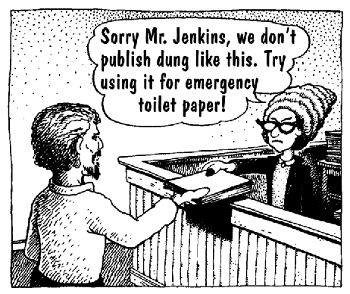 Sorry Mr. Jenkins, we don't
publish dung like this. Try
using it for emergency
toilet paper!